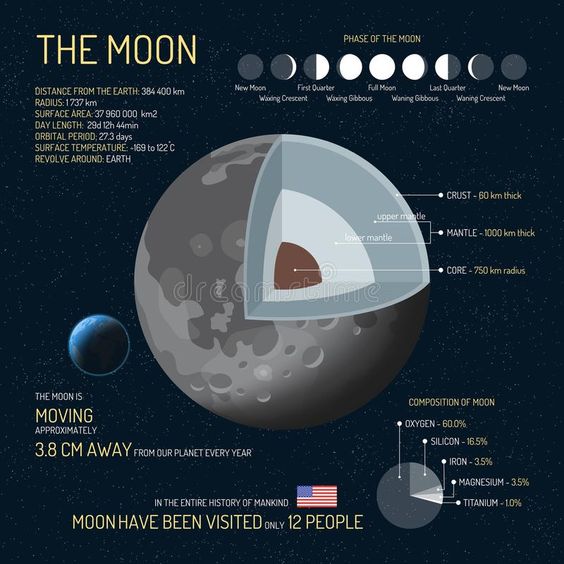 THE MOON
DISTANCE FROM THE EARTH: 384 400 km
RADIUS: 1 737 km
SURFACE AREA: 37 960 000 km2
DAY LENGTH: 29d 12h 44min
ORBITAL PERIOD: 27.3 days
SURFACE TEMPERATURE: -169 to 122°C
REVOLVE AROUND: EARTH
PHASE OF THE MOON
New Moon
Waxing Crescent
First Quarter
Waxing Gibbous
Full Moon
Waning Gibbous
Last Quarter
Waning Crescent
New Moon
CRUST - 60 km thick
upper mantle
MANTLE - 1000 km thick
lower mantle
CORE - 750 km radius
dreamstime.com
THE MOON IS
MOVING
APPROXIMATELY
3.8 CM AWAY FROM OUR PLANET EVERY YEAR
COMPOSITION OF MOON
OXYGEN - 60.0%
SILICON - 16.5%
IRON - 3.5%
MAGNESIUM - 3.5%
TITANIUM - 1.0%
IN THE ENTIRE HISTORY OF MANKIND
MOON HAVE BEEN VISITED ONLY 12 PEOPLE